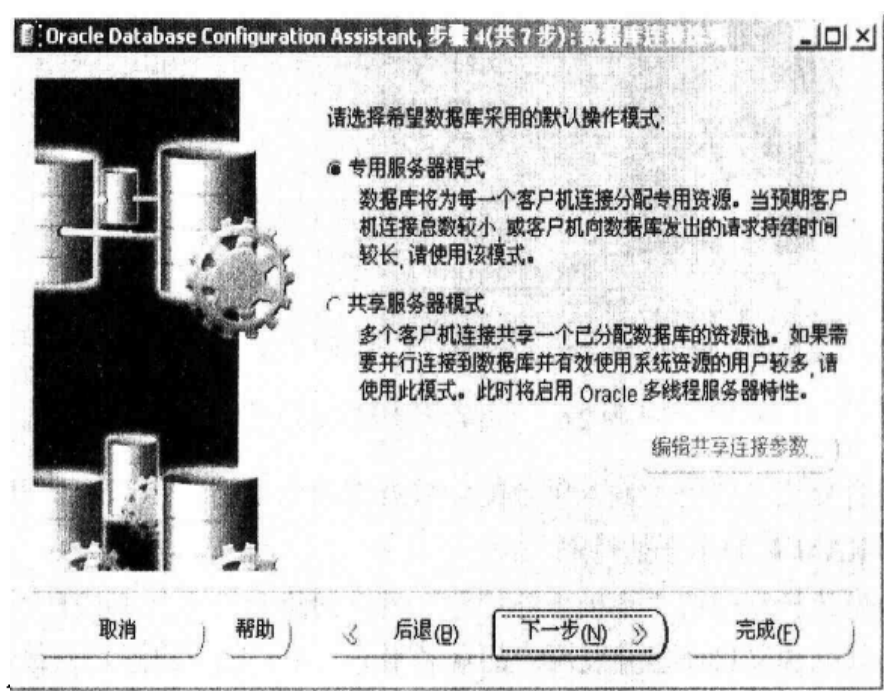 Oracle Database Configuration Assistant, 步骤 4(共 7 步) : 数据库连接选项
请选择希望数据库采用的默认操作模式:
专用服务器模式
数据库将为每一个客户机连接分配专用资源。当预期客户
机连接总数较小, 或客户机向数据库发出的请求持续时间
较长, 请使用该模式。
共享服务器模式
多个客户机连接共享一个已分配数据库的资源池。如果需
要并行连接到数据库并有效使用系统资源的用户较多, 请
使用此模式。此时将启用 Oracle 多线程服务器特性。
编辑共享连接参数...
取消 帮助 后退(B) 下一步(N) 完成(F)